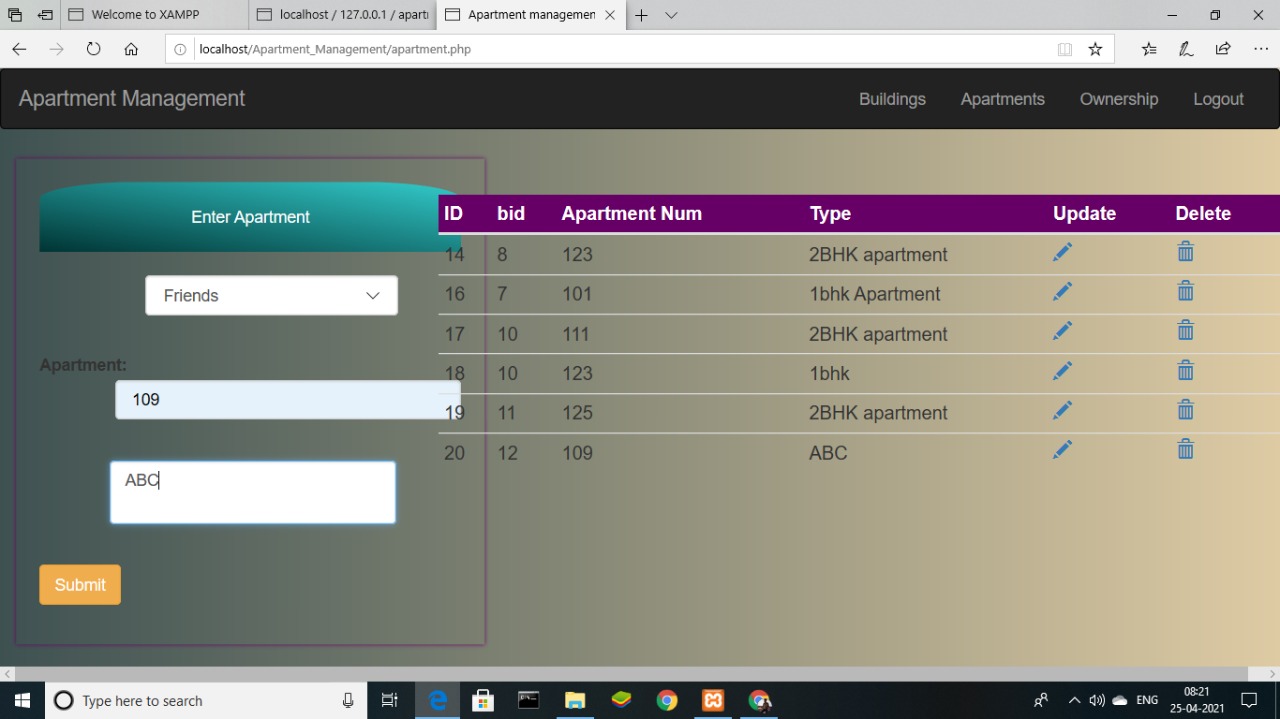 Welcome to XAMPP
localhost / 127.0.0.1 / aparti
Apartment managemen
localhost/Apartment_Management/apartment.php
Apartment Management
Buildings Apartments Ownership Logout
Enter Apartment
Friends
Apartment:
109
ABC
Submit
ID bid Apartment Num Type Update Delete
14 8 123 2BHK apartment
16 7 101 1bhk Apartment
17 10 111 2BHK apartment
18 10 123 1bhk
19 11 125 2BHK apartment
20 12 109 ABC
Type here to search
ENG
08:21
25-04-2021